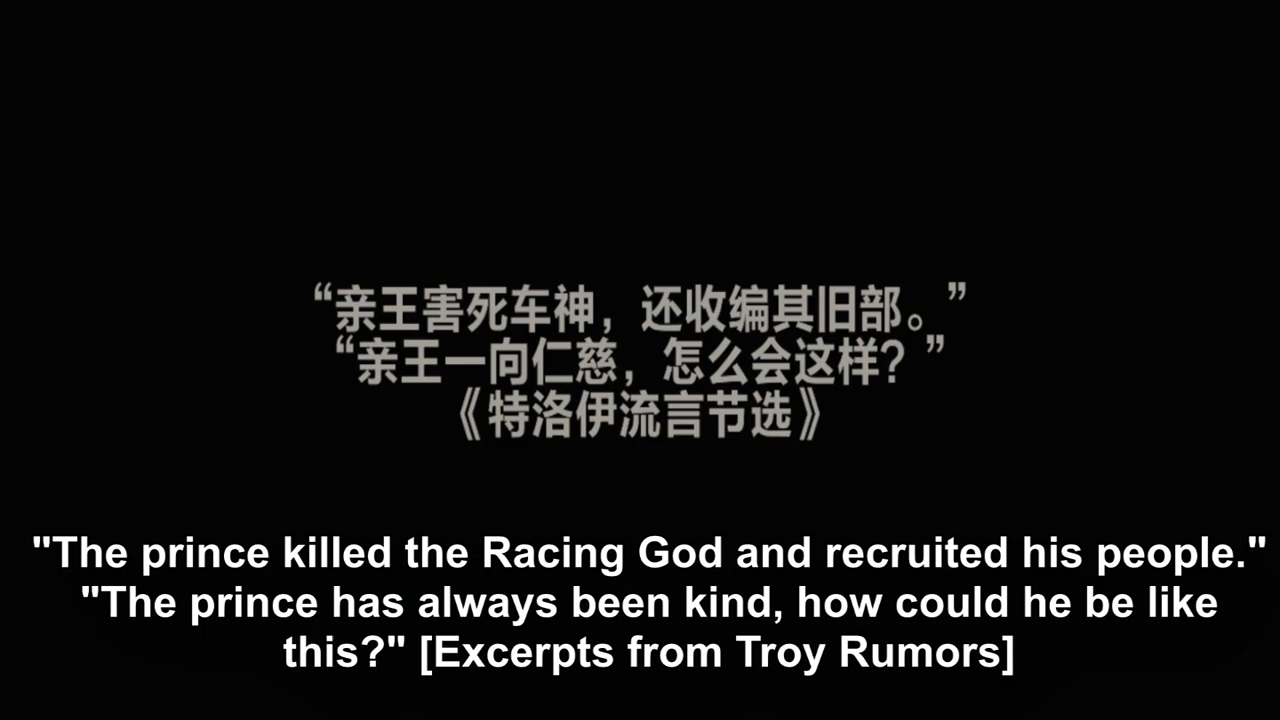 “亲王害死车神，还收编其旧部。”
“亲王一向仁慈，怎么会这样？”
《特洛伊流言节选》
"The prince killed the Racing God and recruited his people."
"The prince has always been kind, how could he be like
this?" [Excerpts from Troy Rumors]